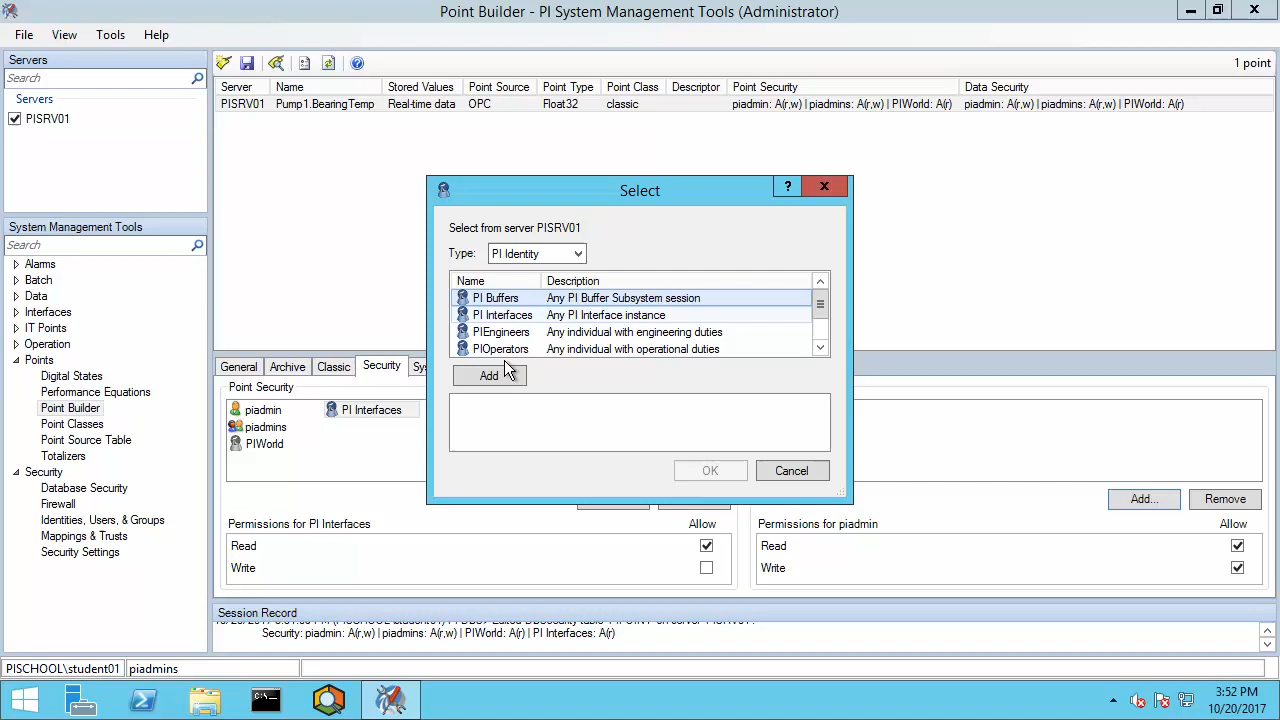 Point Builder - PI System Management Tools (Administrator)
File View Tools Help
Servers
Search
Servers
PISRV01
System Management Tools
Search
Alarms
Batch
Data
Interfaces
IT Points
Operation
Points
Digital States
Performance Equations
Point Builder
Point Classes
Point Source Table
Totalizers
Security
Database Security
Firewall
Identities, Users, & Groups
Mappings & Trusts
Security Settings
1 point
Server Name Stored Values Point Source Point Type Point Class Descriptor Point Security Data Security
PISRV01 Pump1.BearingTemp Real-time data OPC Float32 classic piadmin: A(r,w) | piadmins: A(r,w) | PIWorld: A(r) piadmin: A(r,w) | piadmins: A(r,w) | PIWorld: A(r)
Select
Select from server PISRV01
Type: PI Identity
Name Description
PI Buffers Any PI Buffer Subsystem session
PI Interfaces Any PI Interface instance
PIEngineers Any individual with engineering duties
PIOperators Any individual with operational duties
Add
OK Cancel
General Archive Classic Security Sy
Point Security
piadmin PI Interfaces
piadmins
PIWorld
Add... Remove
Permissions for PI Interfaces Allow
Read
Write
Permissions for piadmin Allow
Read
Write
Session Record
Security: piadmin: A(r,w) | piadmins: A(r,w) | PIWorld: A(r) | PI Interfaces: A(r)
PISCHOOL\student01 piadmins
3:52 PM
10/20/2017